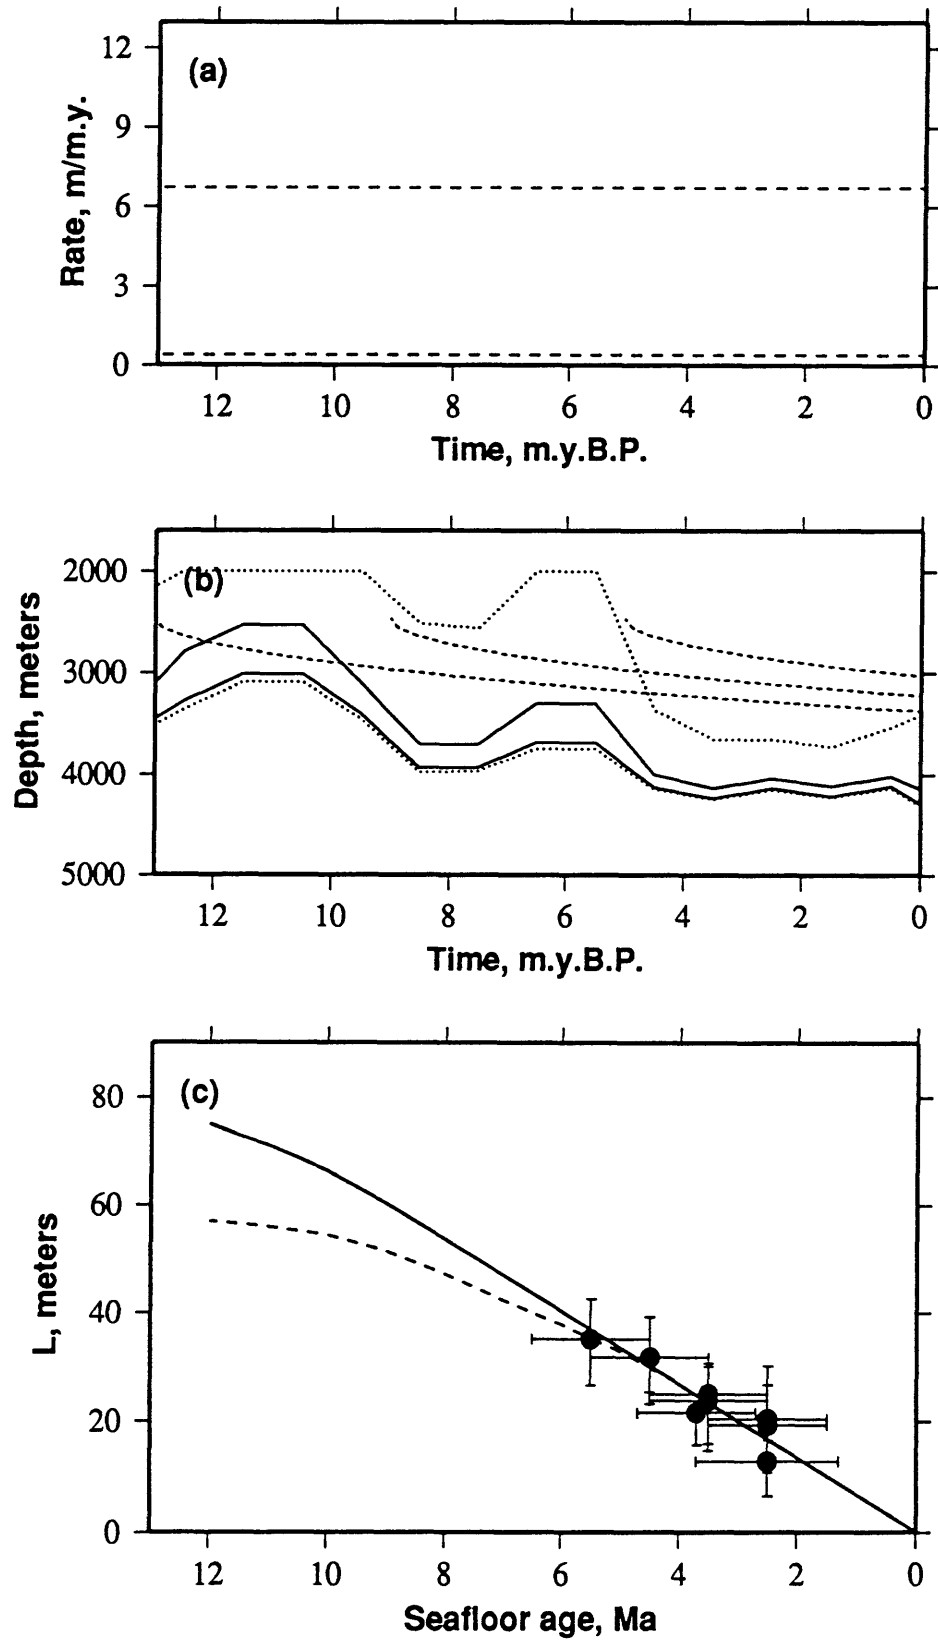 (a)
Rate, m/m.y.
12
9
6
3
0
12 10 8 6 4 2 0
Time, m.y.B.P.
(b)
Depth, meters
2000
3000
4000
5000
12 10 8 6 4 2 0
Time, m.y.B.P.
(c)
L, meters
80
60
40
20
0
12 10 8 6 4 2 0
Seafloor age, Ma